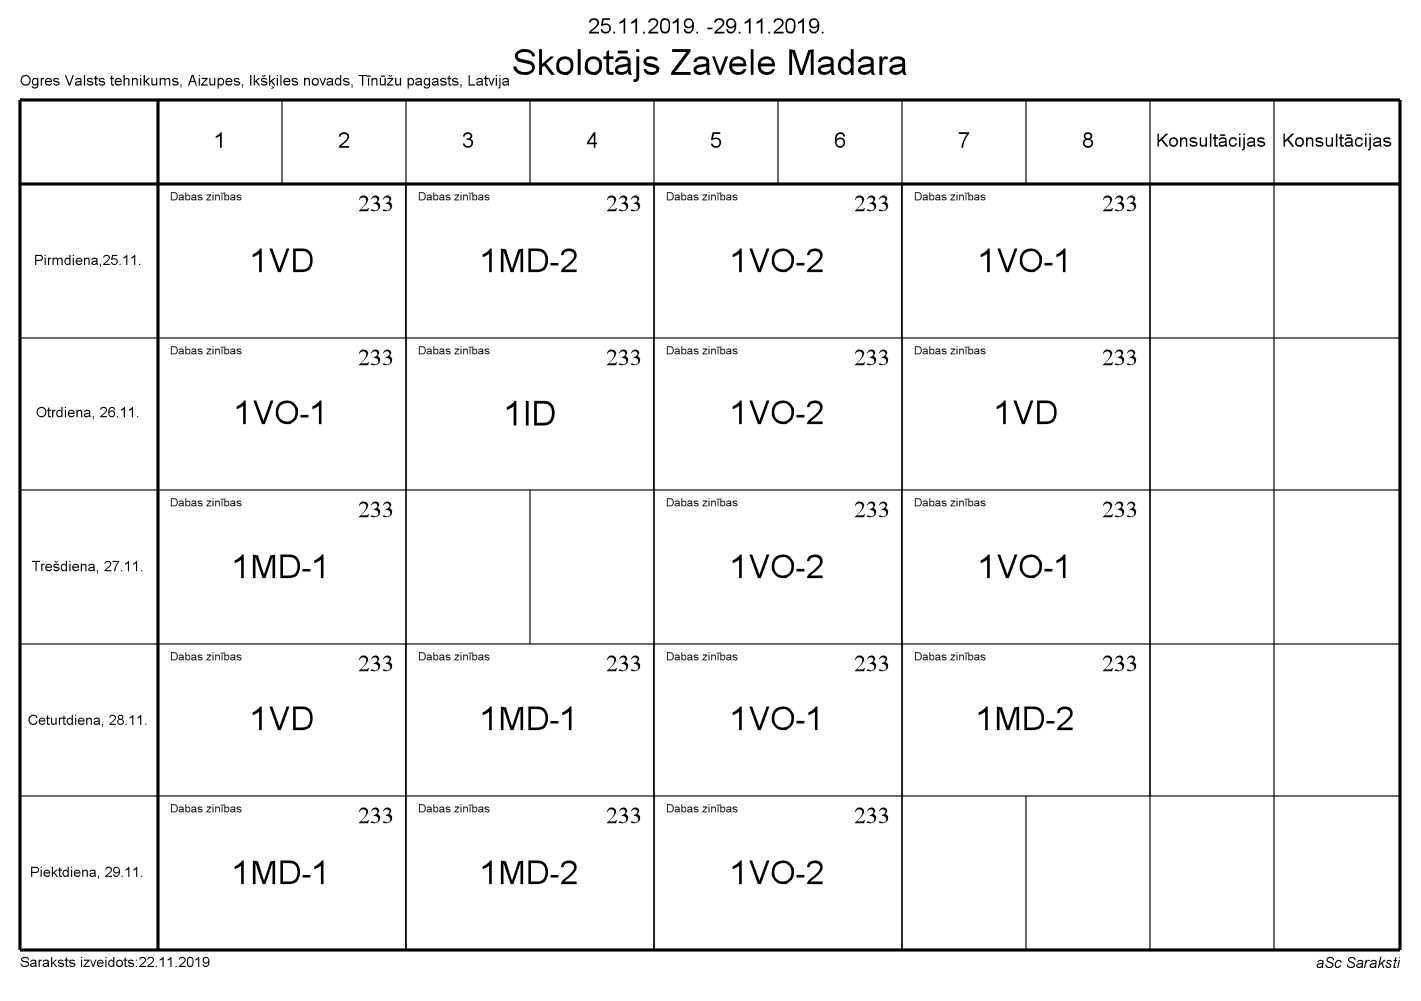 25.11.2019. -29.11.2019.
Skolotājs Zavele Madara
Ogres Valsts tehnikums, Aizupes, Ikšķiles novads, Tīnūžu pagasts, Latvija
1 2 3 4 5 6 7 8 Konsultācijas Konsultācijas
Dabas zinības 233 Dabas zinības 233 Dabas zinības 233 Dabas zinības 233
Pirmdiena,25.11. 1VD 1MD-2 1VO-2 1VO-1
Dabas zinības 233 Dabas zinības 233 Dabas zinības 233 Dabas zinības 233
Otrdiena, 26.11. 1VO-1 1ID 1VO-2 1VD
Dabas zinības 233 Dabas zinības 233 Dabas zinības 233
Trešdiena, 27.11. 1MD-1 1VO-2 1VO-1
Dabas zinības 233 Dabas zinības 233 Dabas zinības 233 Dabas zinības 233
Ceturtdiena, 28.11. 1VD 1MD-1 1VO-1 1MD-2
Dabas zinības 233 Dabas zinības 233 Dabas zinības 233
Piektdiena, 29.11. 1MD-1 1MD-2 1VO-2
Saraksts izveidots:22.11.2019 aSc Saraksti